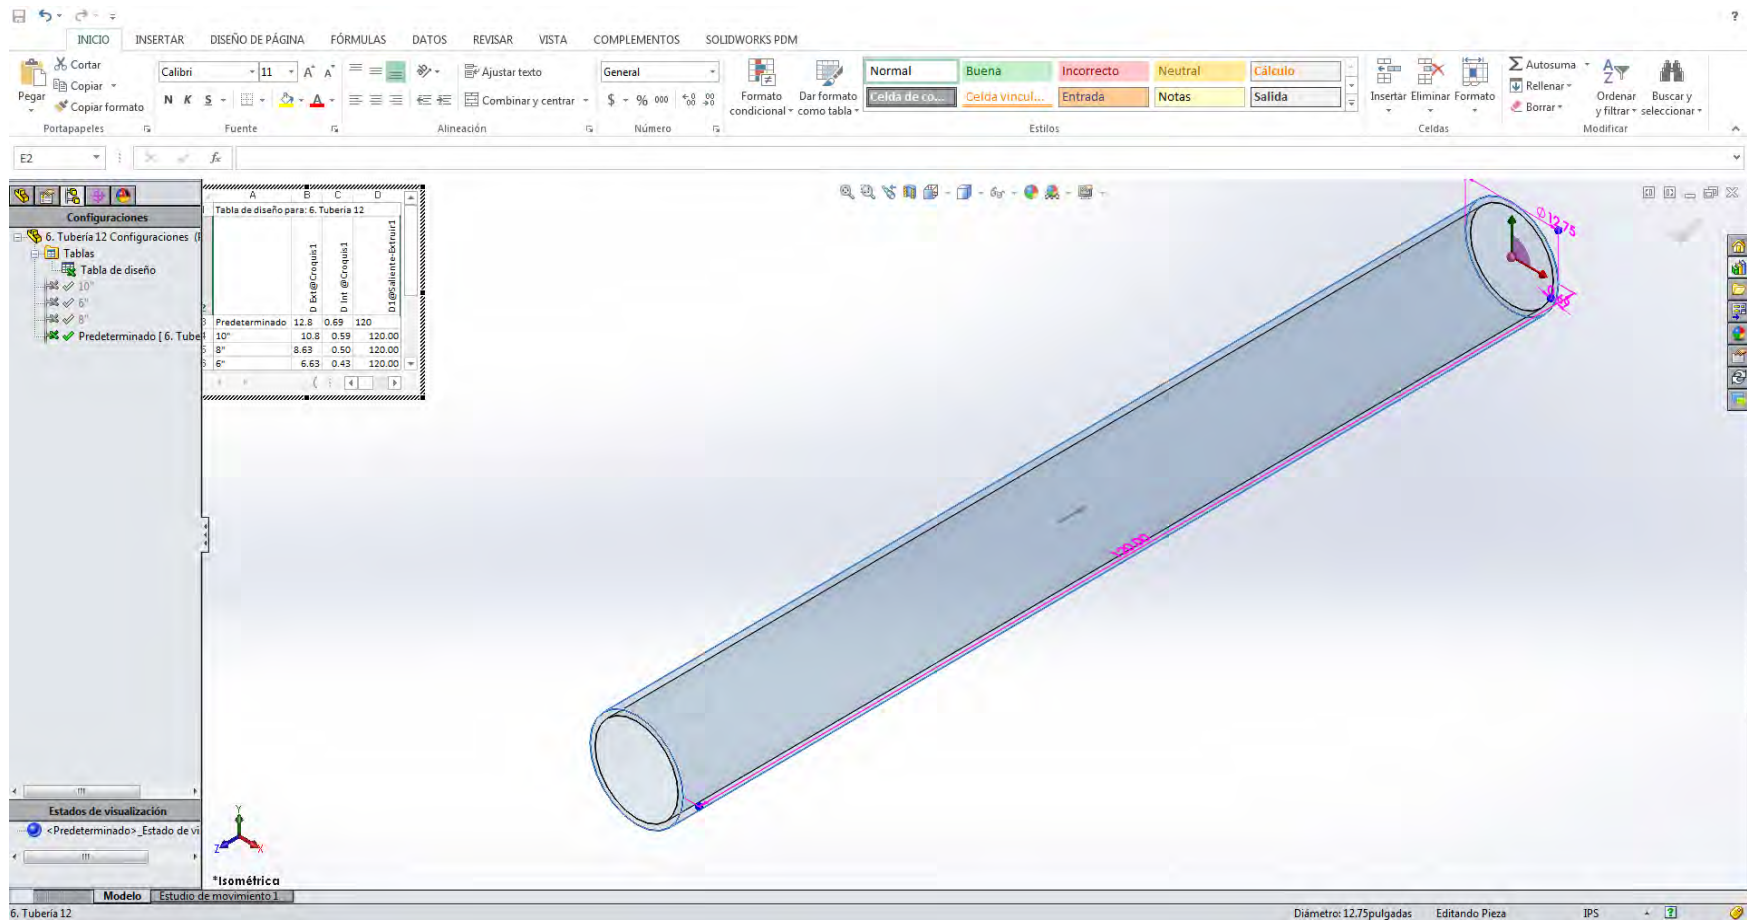 ?
INICIO INSERTAR DISEÑO DE PÁGINA FÓRMULAS DATOS REVISAR VISTA COMPLEMENTOS SOLIDWORKS PDM
Pegar
Cortar
Copiar
Copiar formato
Portapapeles
Calibri 11 A A
N K S A
Fuente
Ajustar texto
Combinar y centrar
Alineación
General
$ % 000
Número
Formato condicional
Dar formato como tabla
Normal Buena Incorrecto Neutral Cálculo
Celda de co... Celda vincul... Entrada Notas Salida
Estilos
Insertar Eliminar Formato
Celdas
Autosuma
Rellenar
Borrar
Ordenar y filtrar
Buscar y seleccionar
Modificar
E2 fx
Configuraciones
6. Tubería 12 Configuraciones
Tablas
Tabla de diseño
10"
6"
8"
Predeterminado [ 6. Tube
A B C D
Tabla de diseño para: 6. Tuberia 12
D Ext@Croquis1
D Int @Croquis1
D1@Saliente-Extruir1
3 Predeterminado 12.8 0.69 120
10" 10.8 0.59 120.00
8" 8.63 0.50 120.00
6" 6.63 0.43 120.00
Ø12.75
120.00
Estados de visualización
<Predeterminado>_Estado de vi
Y
Z X
*Isométrica
Modelo Estudio de movimiento 1
6. Tubería 12 Diámetro: 12.75pulgadas Editando Pieza IPS ?